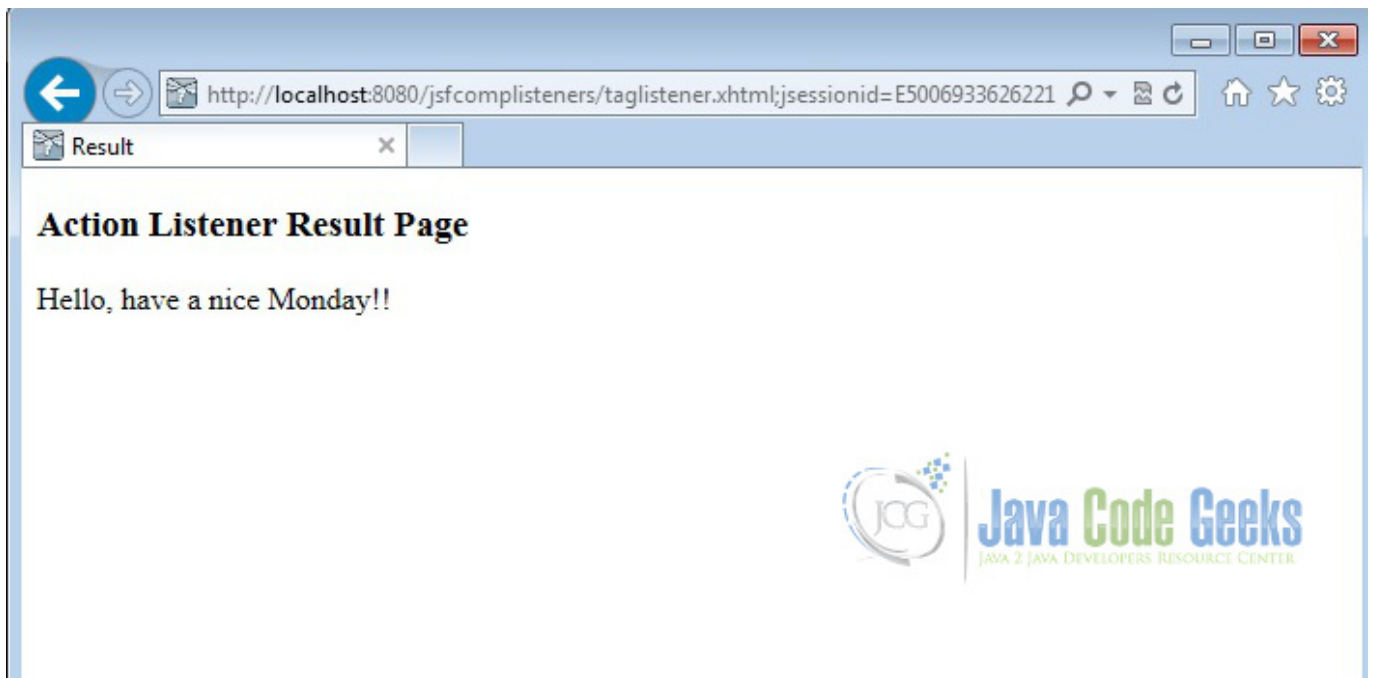 http://localhost:8080/jsfcomplisteners/taglistener.xhtml;jsessionid=E5006933626221
Result
Action Listener Result Page
Hello, have a nice Monday!!
JCG
Java Code Geeks
JAVA 2 JAVA DEVELOPERS RESOURCE CENTER